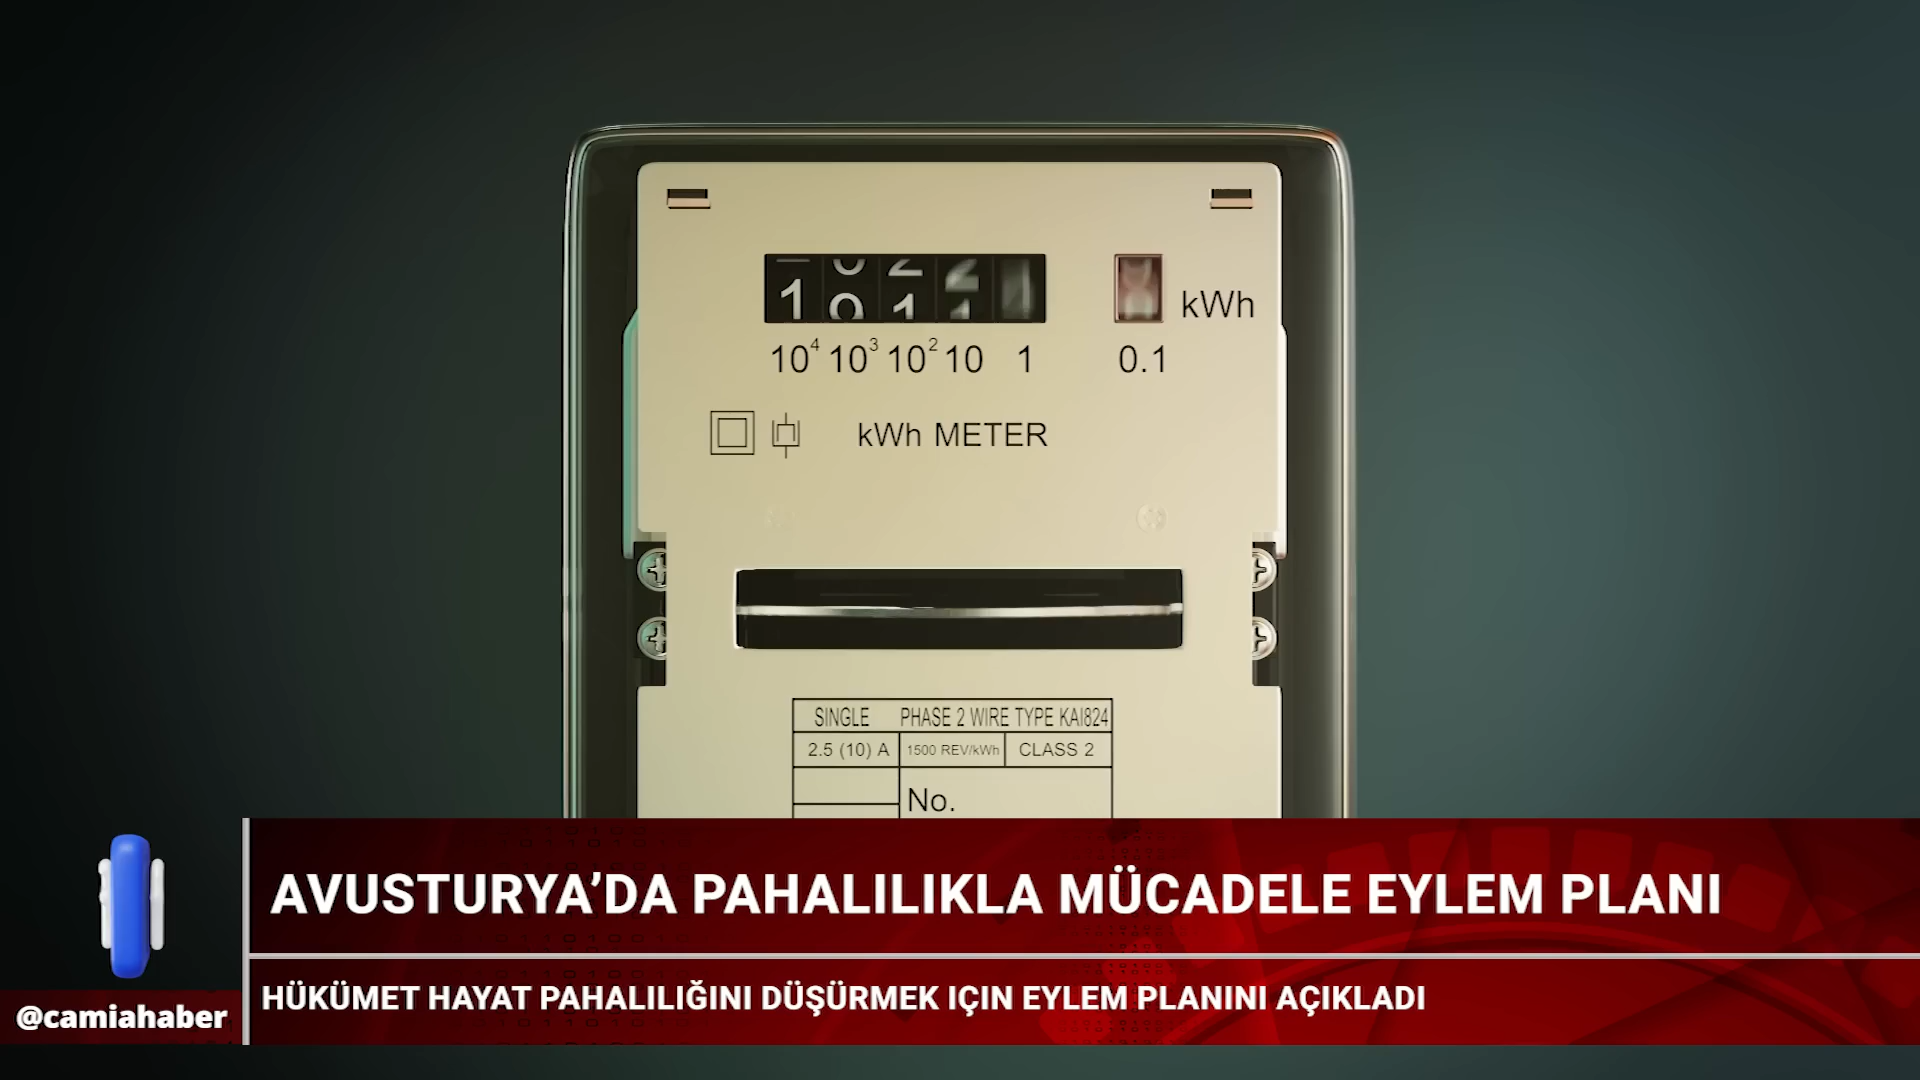 kWh
10⁴ 10³ 10² 10 1 0.1
kWh METER
SINGLE PHASE 2 WIRE TYPE KAI824
2.5 (10) A 1500 REV/kWh CLASS 2
No.
AVUSTURYA’DA PAHALILIKLA MÜCADELE EYLEM PLANI
HÜKÜMET HAYAT PAHALILIĞINI DÜŞÜRMEK IÇIN EYLEM PLANINI AÇIKLADI
@camiahaber